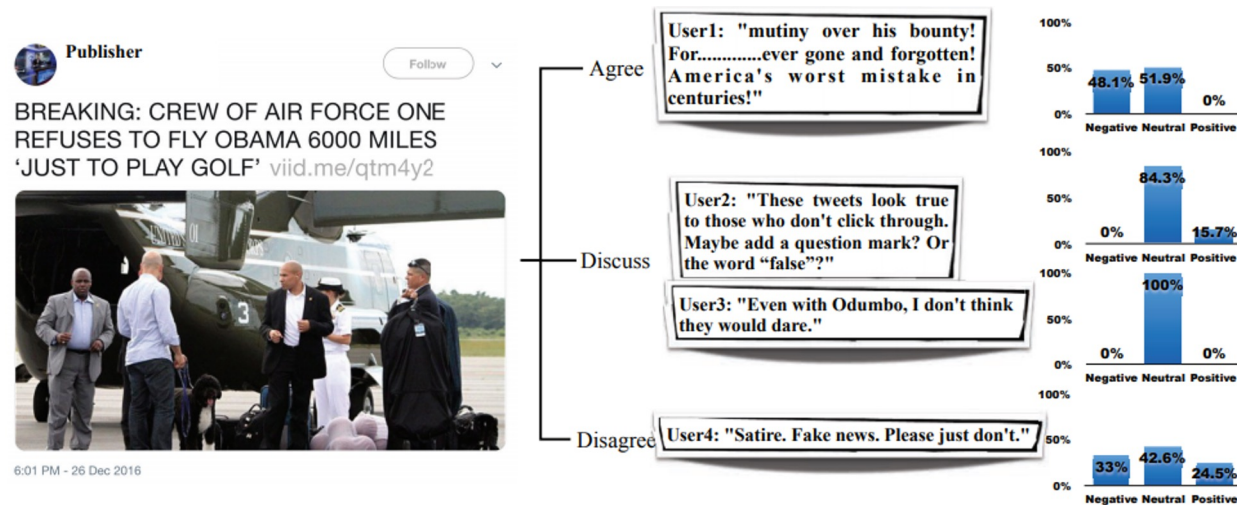 Publisher
Follow
BREAKING: CREW OF AIR FORCE ONE
REFUSES TO FLY OBAMA 6000 MILES
‘JUST TO PLAY GOLF’ viid.me/qtm4y2
3
6:01 PM - 26 Dec 2016
Agree
User1: "mutiny over his bounty!
For.............ever gone and forgotten!
America's worst mistake in
centuries!"
100%
50%
0%
48.1%
51.9%
0%
Negative Neutral Positive
Discuss
User2: "These tweets look true
to those who don't click through.
Maybe add a question mark? Or
the word “false”?"
100%
50%
0%
0%
84.3%
15.7%
User3: "Even with Odumbo, I don't think
they would dare."
100%
50%
0%
0%
100%
0%
Negative Neutral Positive
Disagree
User4: "Satire. Fake news. Please just don't."
100%
50%
0%
33%
42.6%
24.5%
Negative Neutral Positive